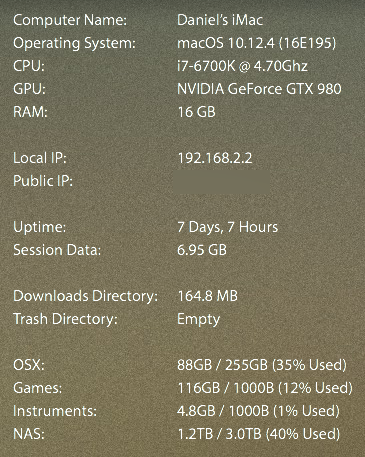 Computer Name: Daniel's iMac
Operating System: macOS 10.12.4 (16E195)
CPU: i7-6700K @ 4.70Ghz
GPU: NVIDIA GeForce GTX 980
RAM: 16 GB
Local IP: 192.168.2.2
Public IP:
Uptime: 7 Days, 7 Hours
Session Data: 6.95 GB
Downloads Directory: 164.8 MB
Trash Directory: Empty
OSX: 88GB / 255GB (35% Used)
Games: 116GB / 1000B (12% Used)
Instruments: 4.8GB / 1000B (1% Used)
NAS: 1.2TB / 3.0TB (40% Used)